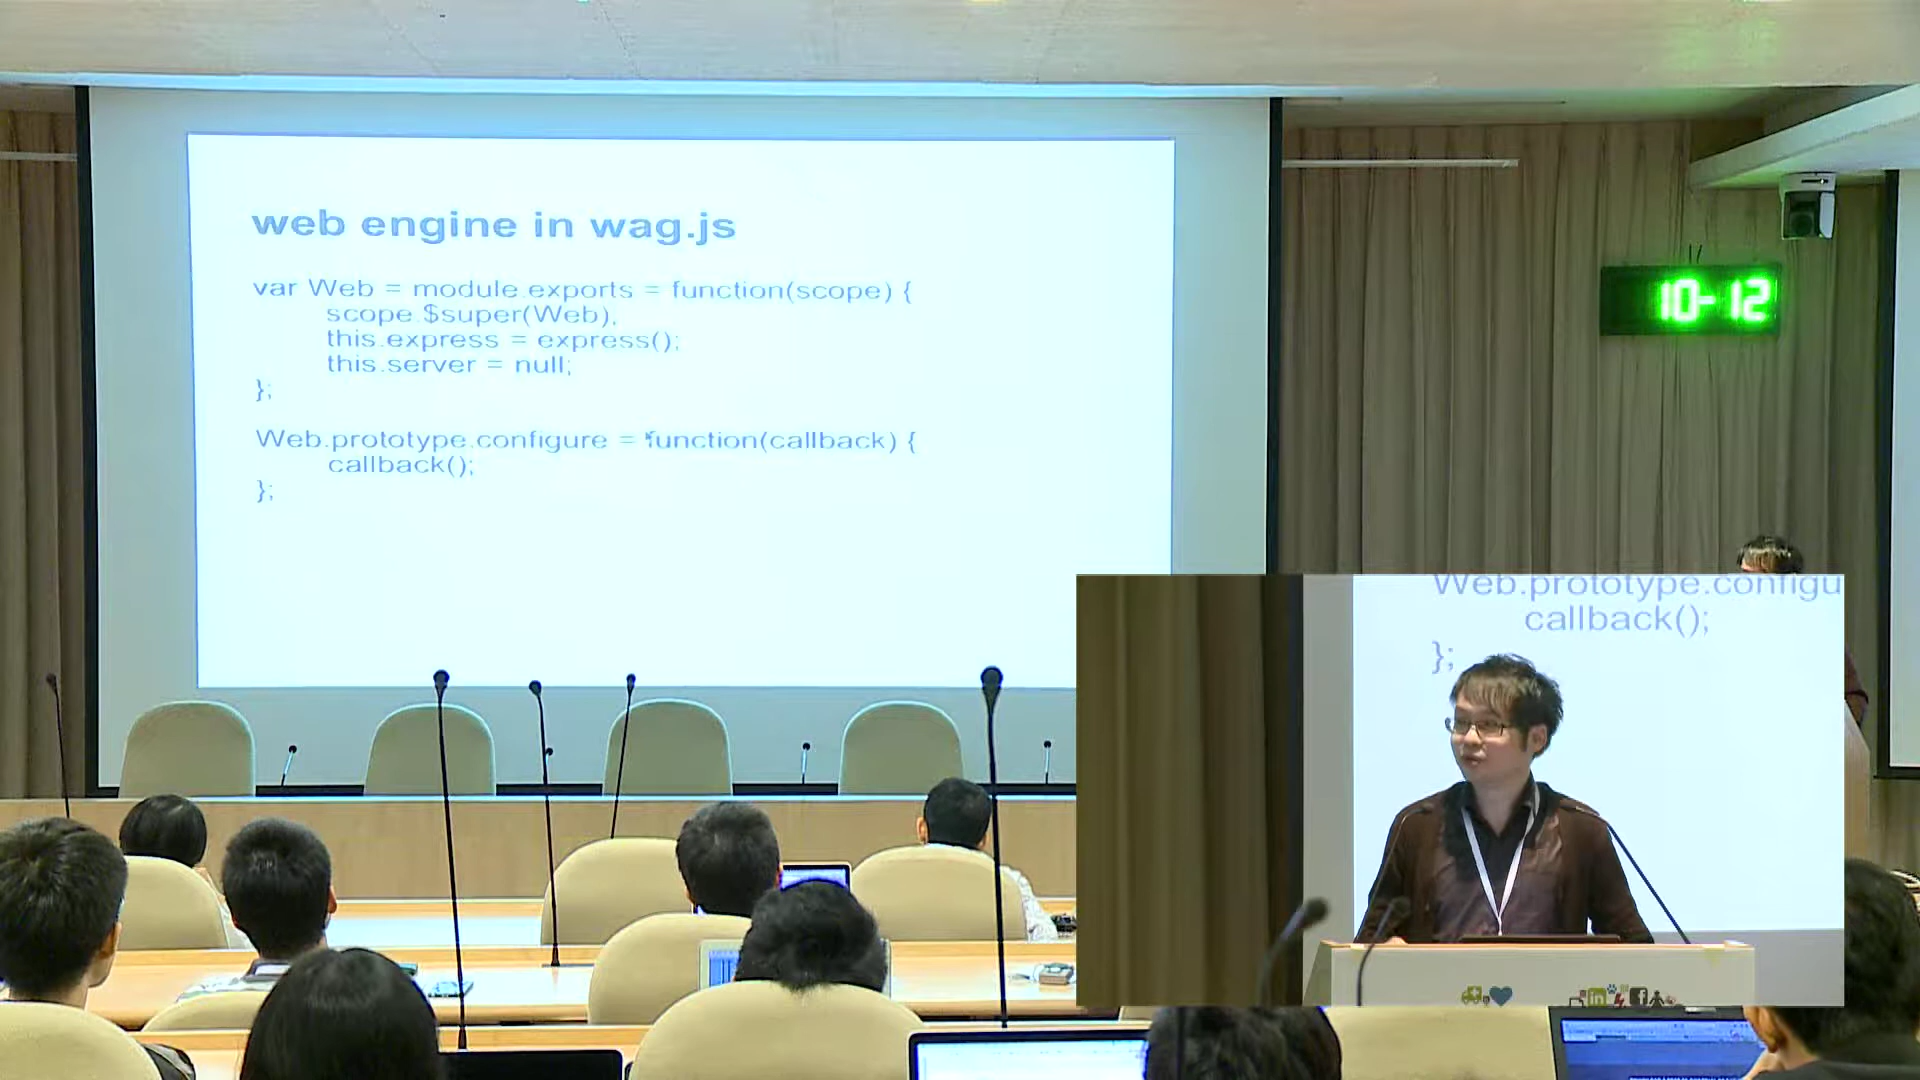 web engine in wag.js
var Web = module.exports = function(scope) {
scope.$super(Web);
this.express = express();
this.server = null;
};
Web.prototype.configure = function(callback) {
callback();
};
10-12
Web.prototype.configu
callback();
};
in
f